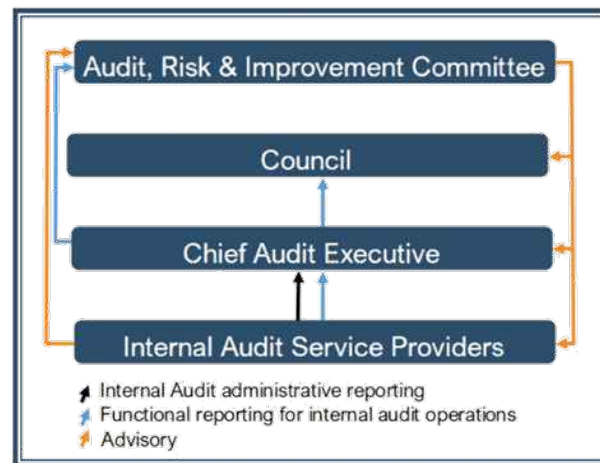 Audit, Risk & Improvement Committee
Council
Chief Audit Executive
Internal Audit Service Providers
Internal Audit administrative reporting
Functional reporting for internal audit operations
Advisory